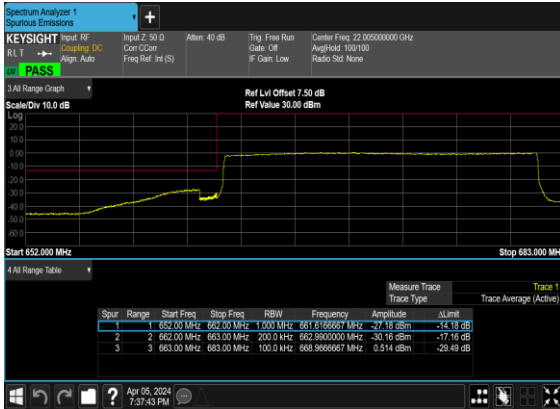 Spectrum Analyzer 1
Spurious Emissions
+
KEYSIGHT Input: RF Input Z: 50 Ω Atten: 40 dB Trig: Free Run Center Freq: 22.005000000 GHz
RLT Coupling: DC Corr CCorr Gate: Off Avg|Hold: 100/100
Align: Auto Freq Ref: Int (S) IF Gain: Low Radio Std: None
PASS
3 All Range Graph
Ref Lvl Offset 7.50 dB
Scale/Div 10.0 dB Ref Value 30.00 dBm
Log
20.0
10.0
0.00
-10.0
-20.0
-30.0
-40.0
-50.0
-60.0
Start 652.000 MHz Stop 683.000 MH
4 All Range Table
Measure Trace Trace 1
Trace Type Trace Average (Active)
Spur Range Start Freq Stop Freq RBW Frequency Amplitude ΔLimit
1 1 652.00 MHz 662.00 MHz 1.000 MHz 661.6166667 MHz -27.18 dBm -14.18 dB
2 2 662.00 MHz 663.00 MHz 200.0 kHz 662.9900000 MHz -30.16 dBm -17.16 dB
3 3 663.00 MHz 683.00 MHz 100.0 kHz 668.9666667 MHz 0.514 dBm -29.49 dB
?
Apr 05, 2024
7:37:43 PM